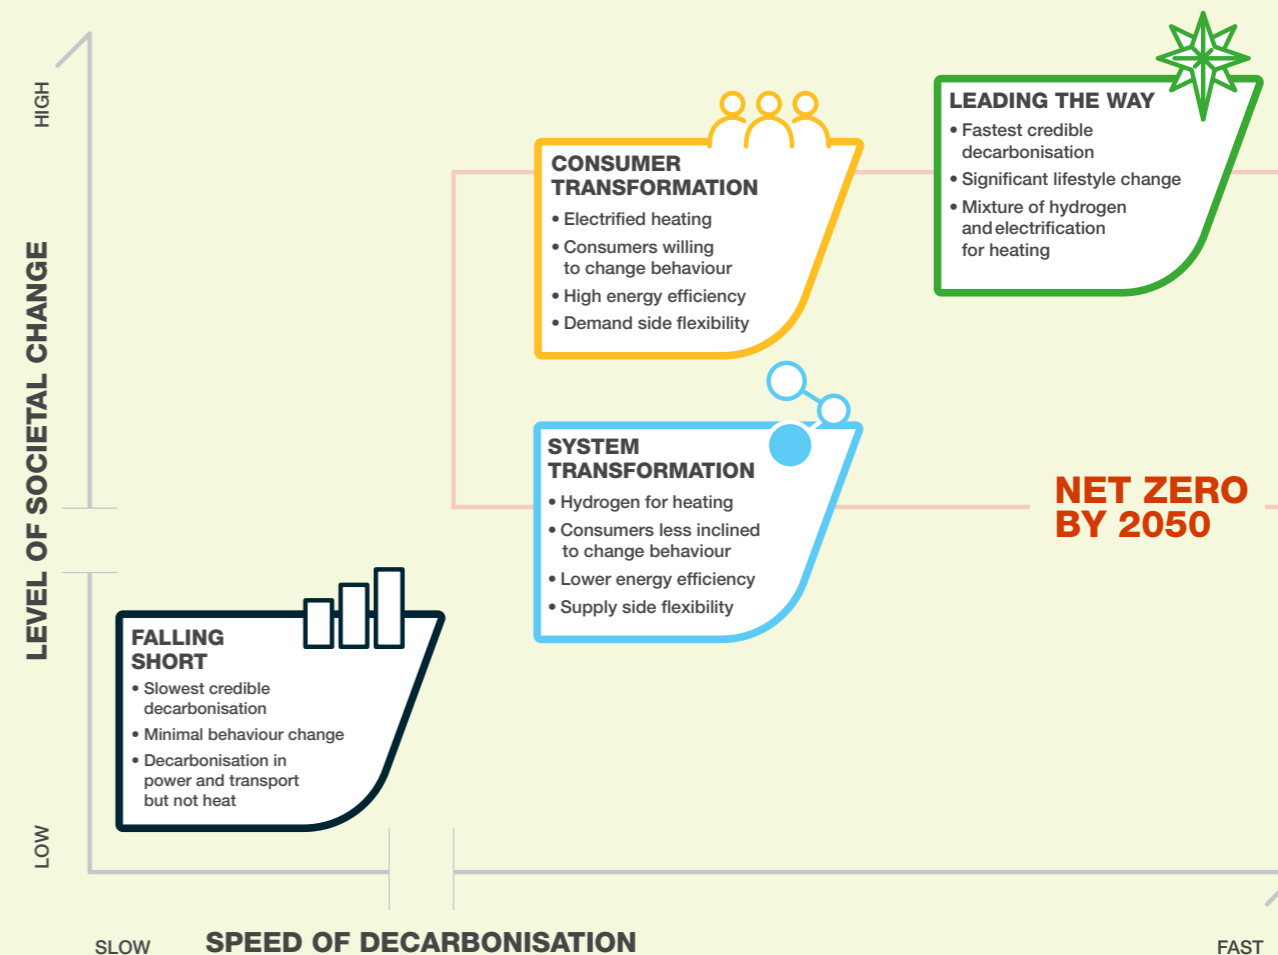 HIGH
LEVEL OF SOCIETAL CHANGE
LOW
LEADING THE WAY
• Fastest credible
decarbonisation
• Significant lifestyle change
• Mixture of hydrogen
and electrification
for heating
CONSUMER
TRANSFORMATION
• Electrified heating
• Consumers willing
to change behaviour
• High energy efficiency
• Demand side flexibility
SYSTEM
TRANSFORMATION
• Hydrogen for heating
• Consumers less inclined
to change behaviour
• Lower energy efficiency
• Supply side flexibility
NET ZERO
BY 2050
FALLING
SHORT
• Slowest credible
decarbonisation
• Minimal behaviour change
• Decarbonisation in
power and transport
but not heat
SLOW
SPEED OF DECARBONISATION
FAST